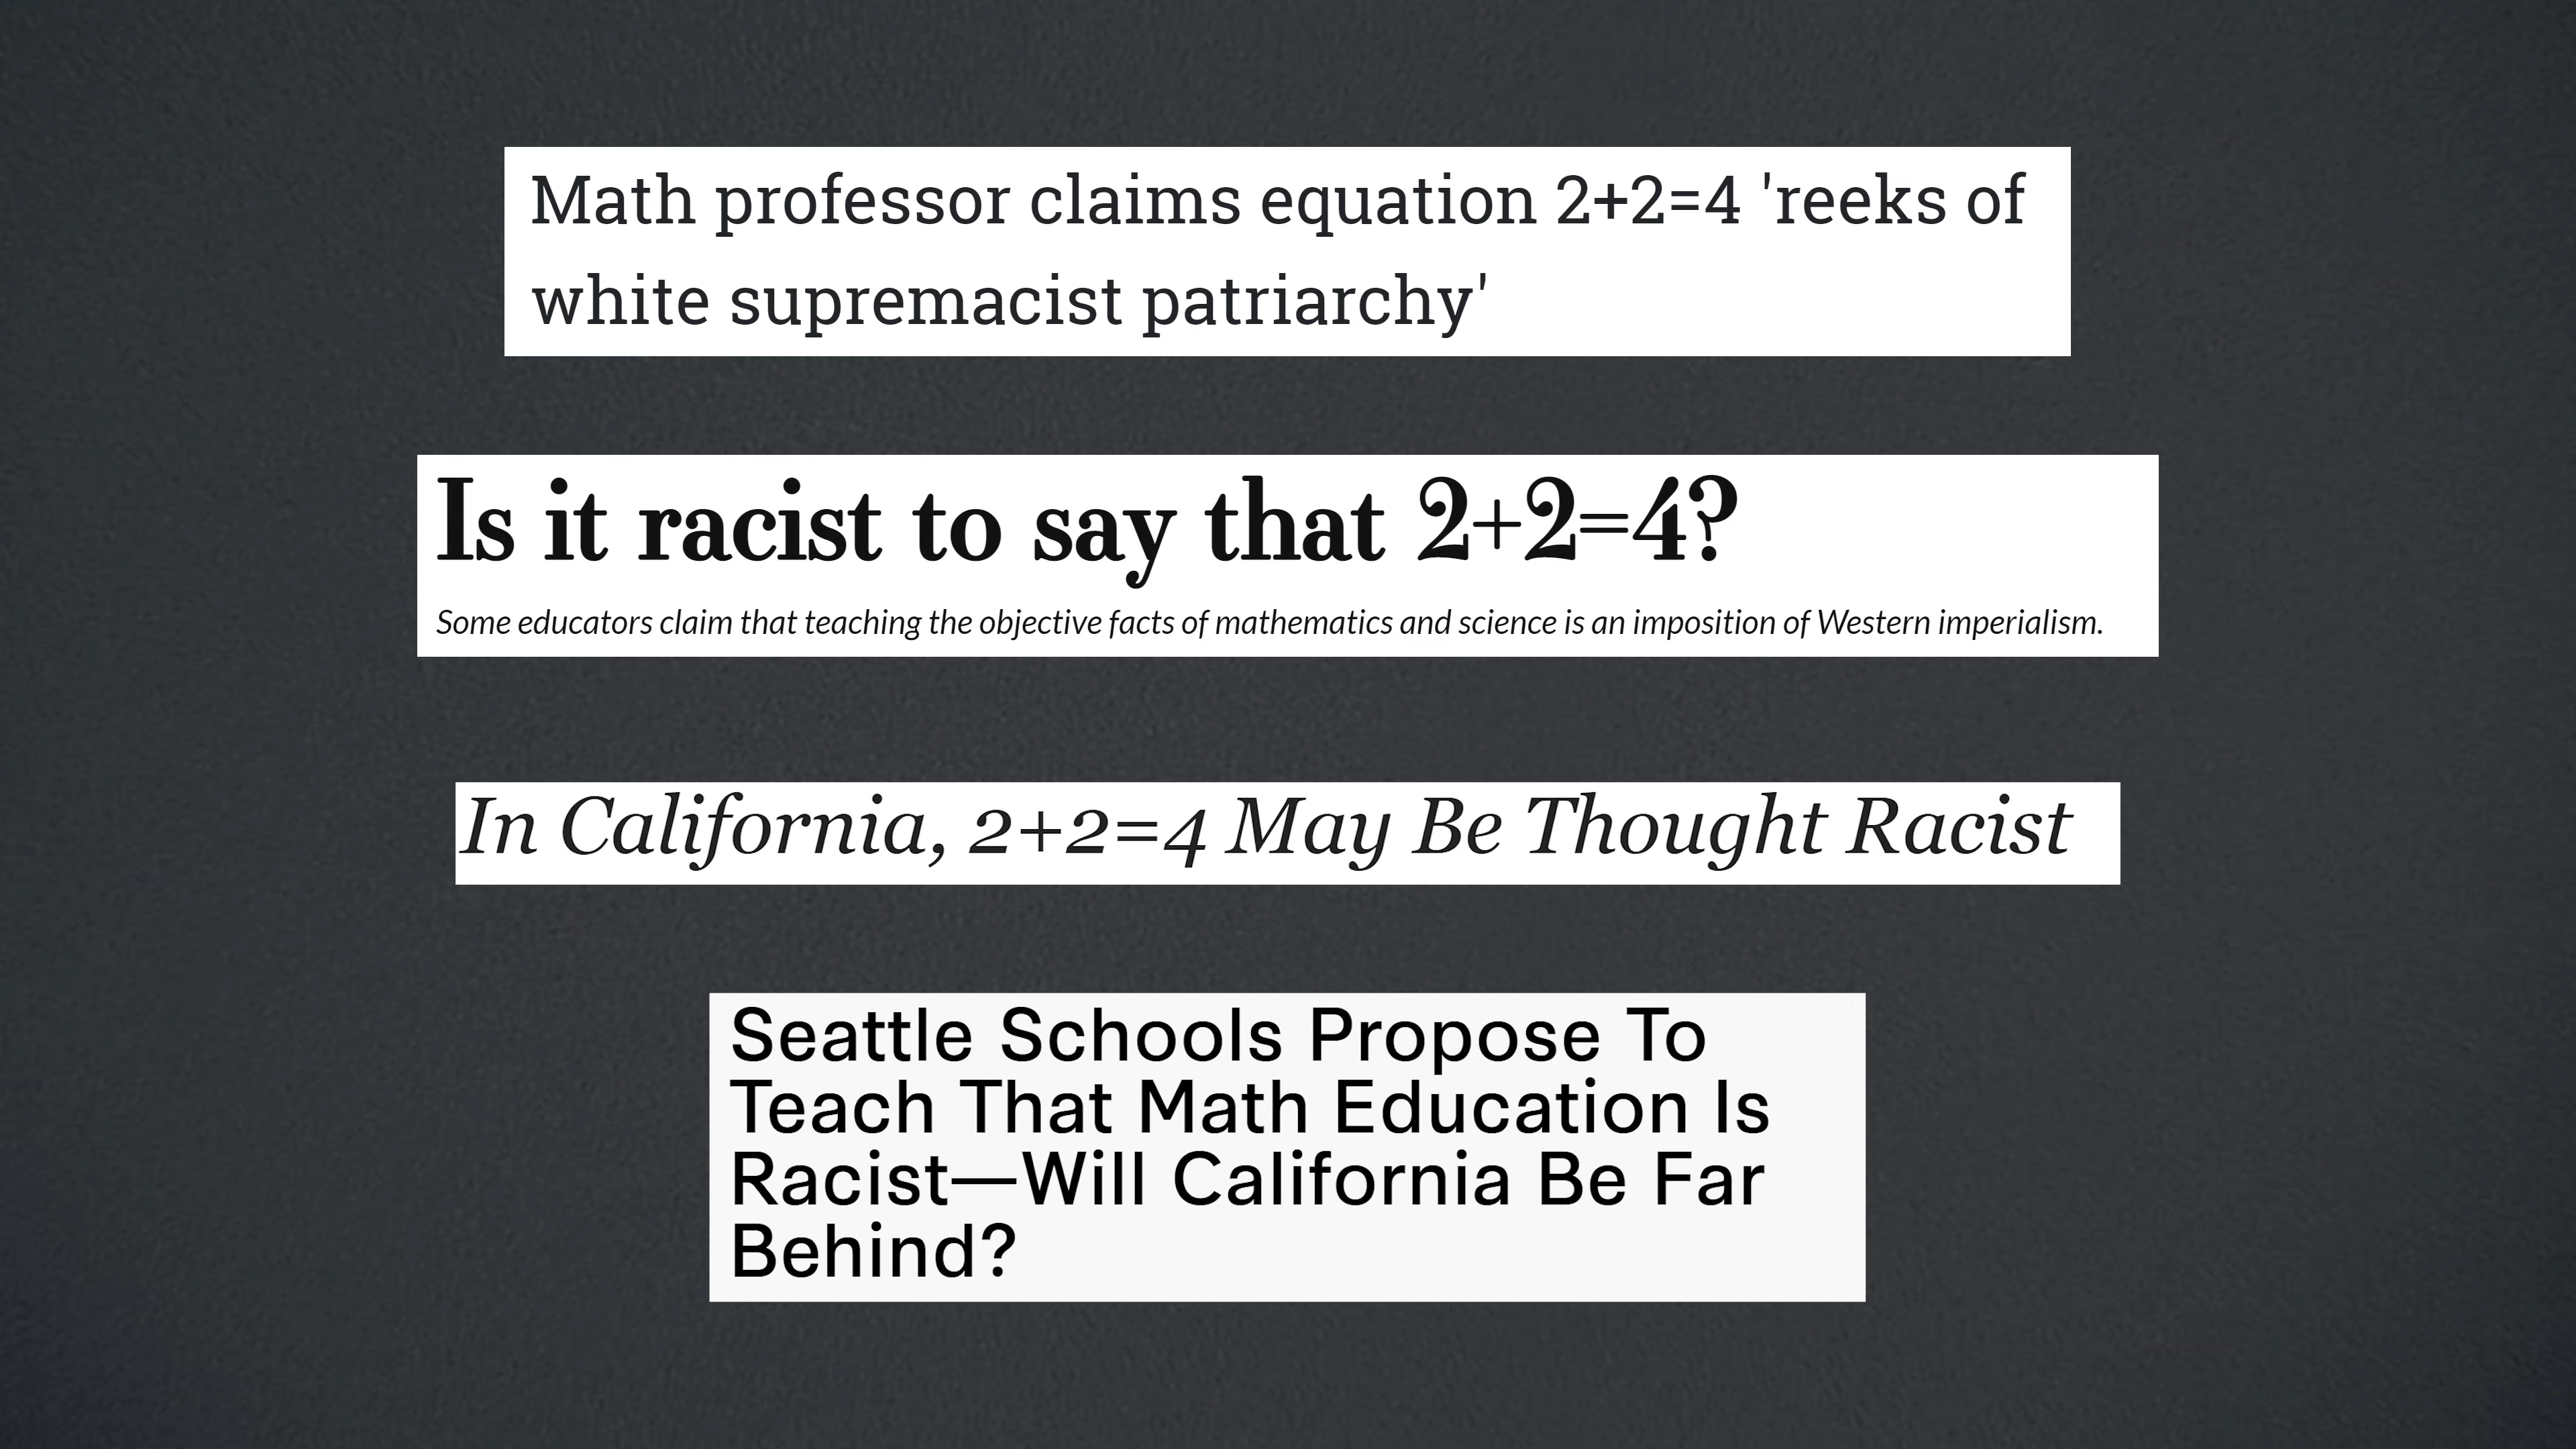 Math professor claims equation 2+2=4 'reeks of
white supremacist patriarchy'
Is it racist to say that 2+2=4?
Some educators claim that teaching the objective facts of mathematics and science is an imposition of Western imperialism.
In California, 2+2=4 May Be Thought Racist
Seattle Schools Propose To
Teach That Math Education Is
Racist—Will California Be Far
Behind?